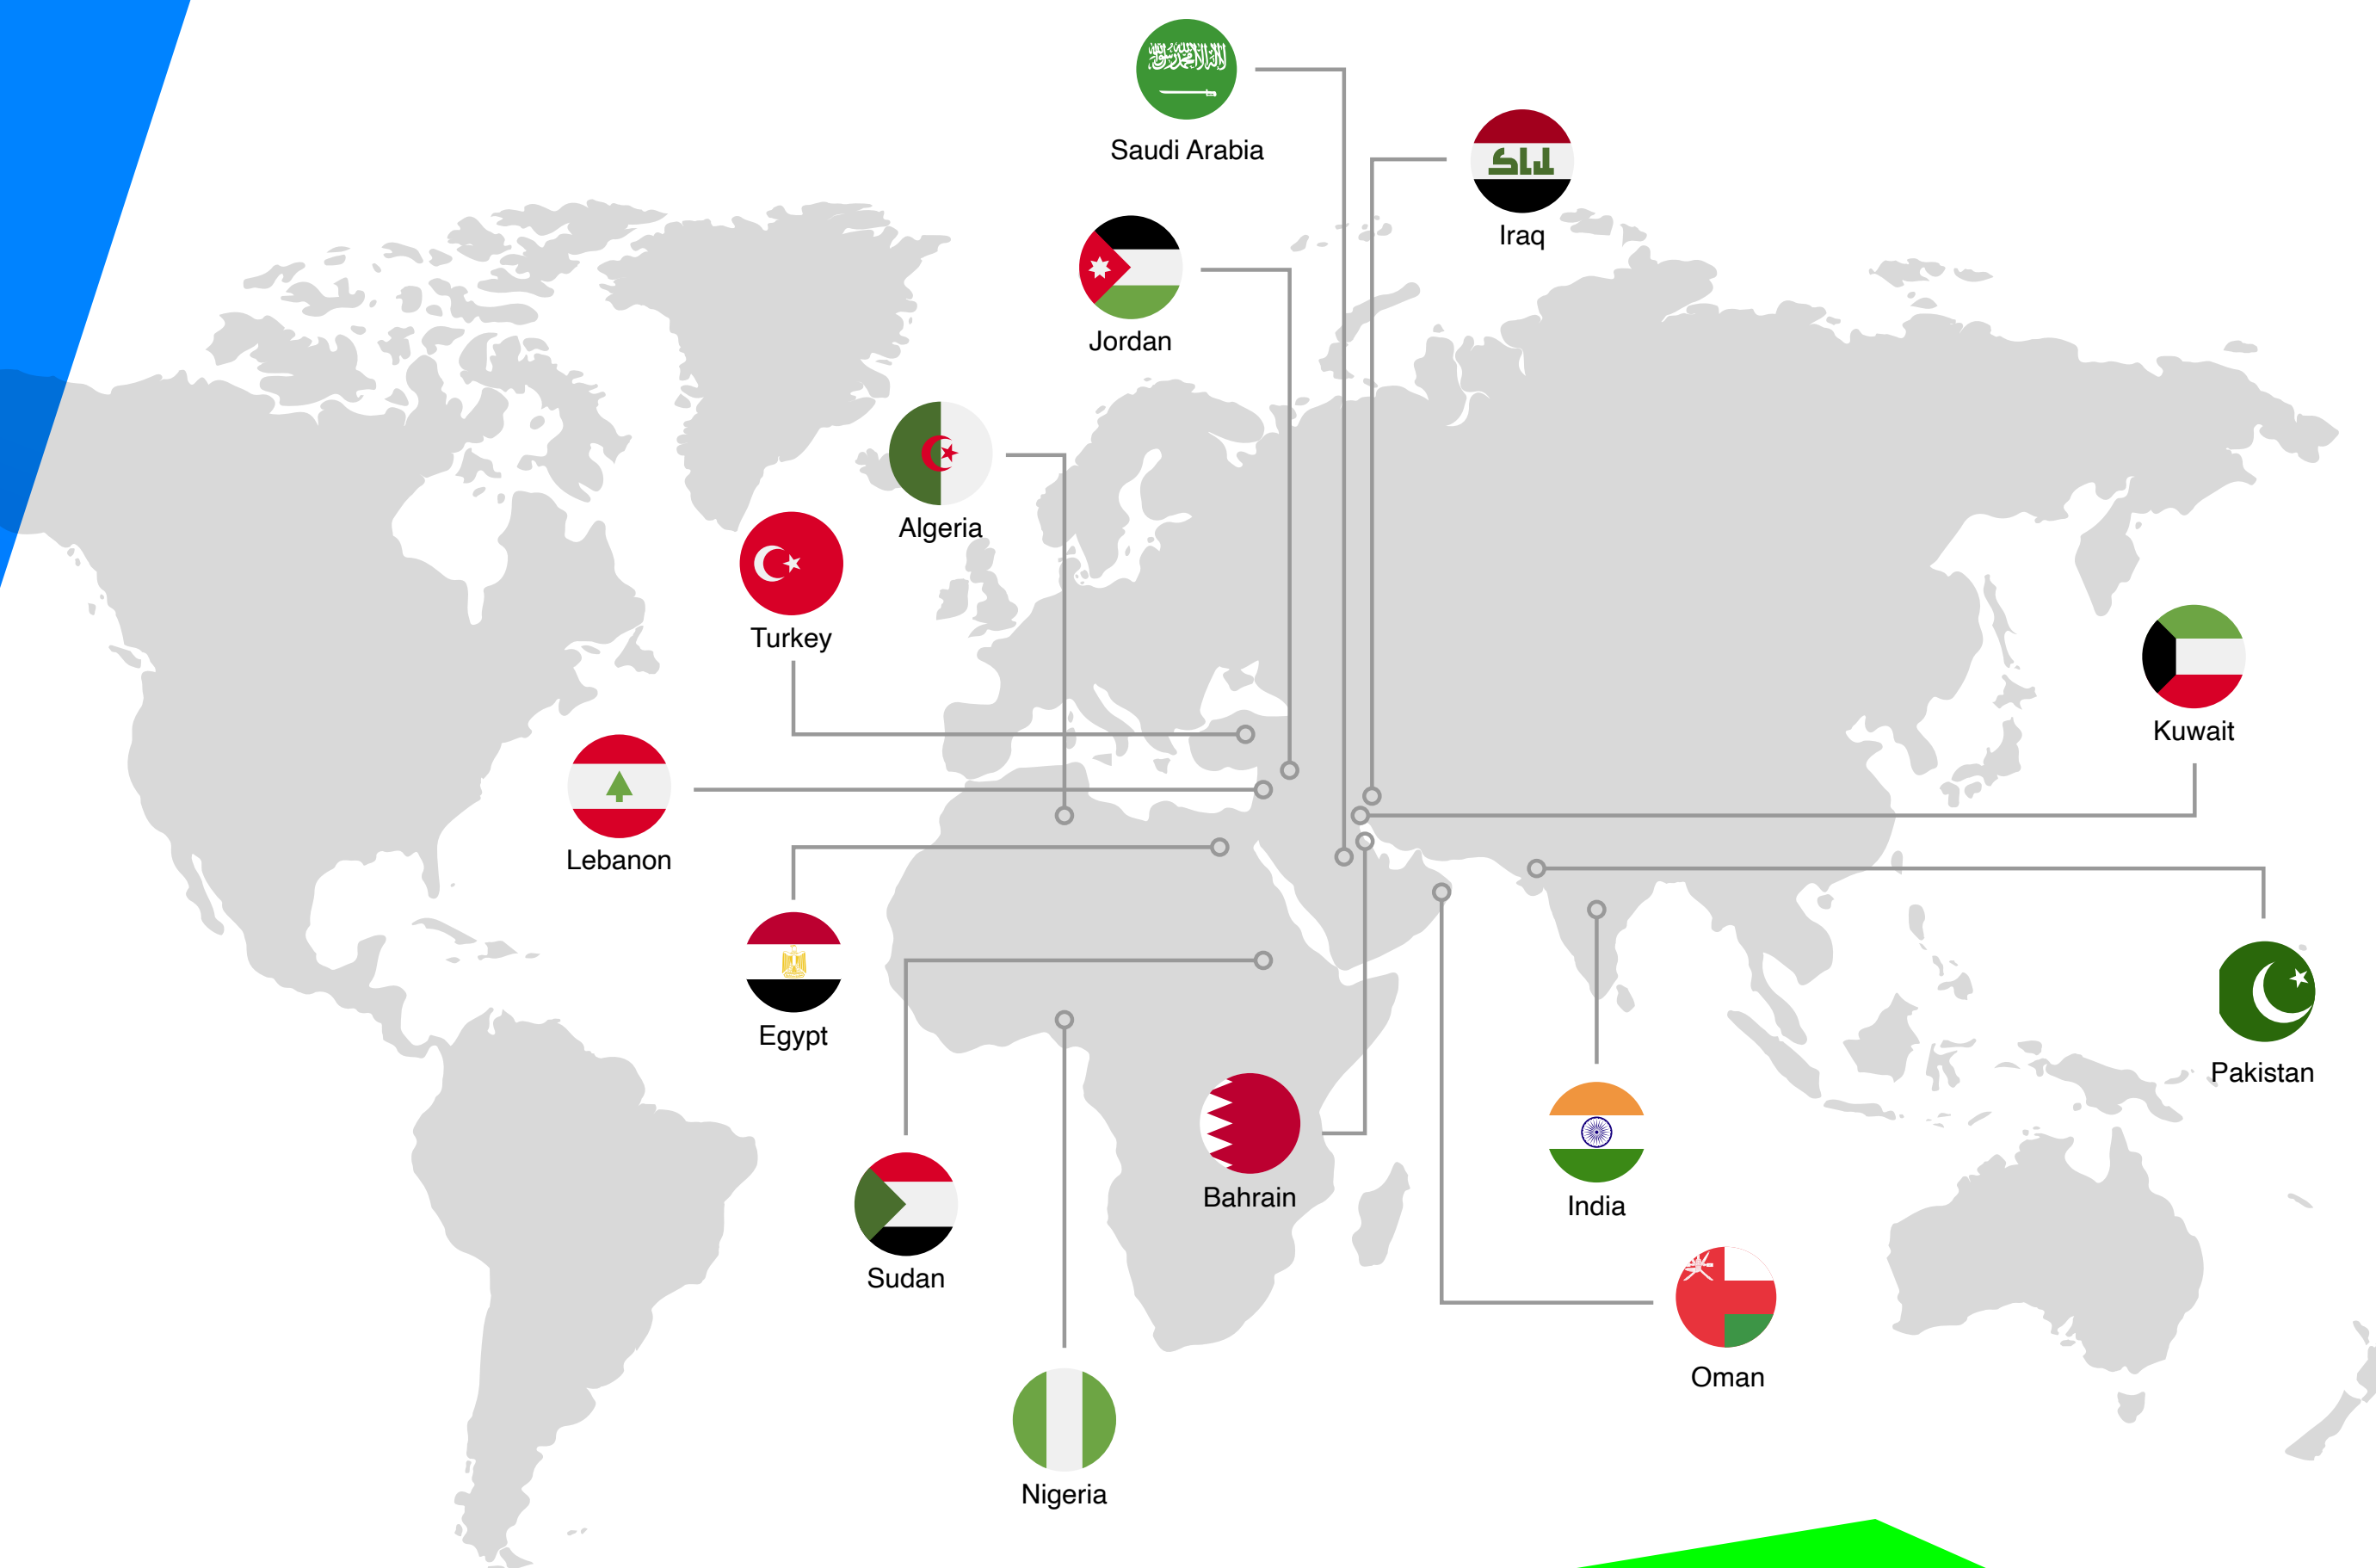 Saudi Arabia
Iraq
Jordan
Algeria
Turkey
Kuwait
Lebanon
Egypt
Pakistan
Bahrain
India
Sudan
Oman
Nigeria